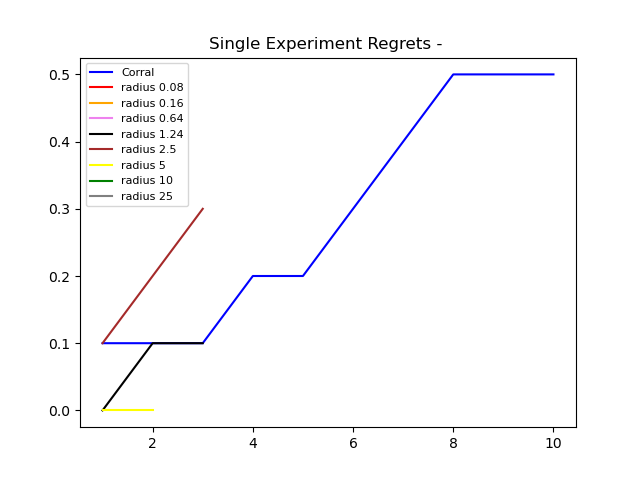 Single Experiment Regrets -
Corral
radius 0.08
radius 0.16
radius 0.64
radius 1.24
radius 2.5
radius 5
radius 10
radius 25
0.5
0.4
0.3
0.2
0.1
0.0
2 4 6 8 10